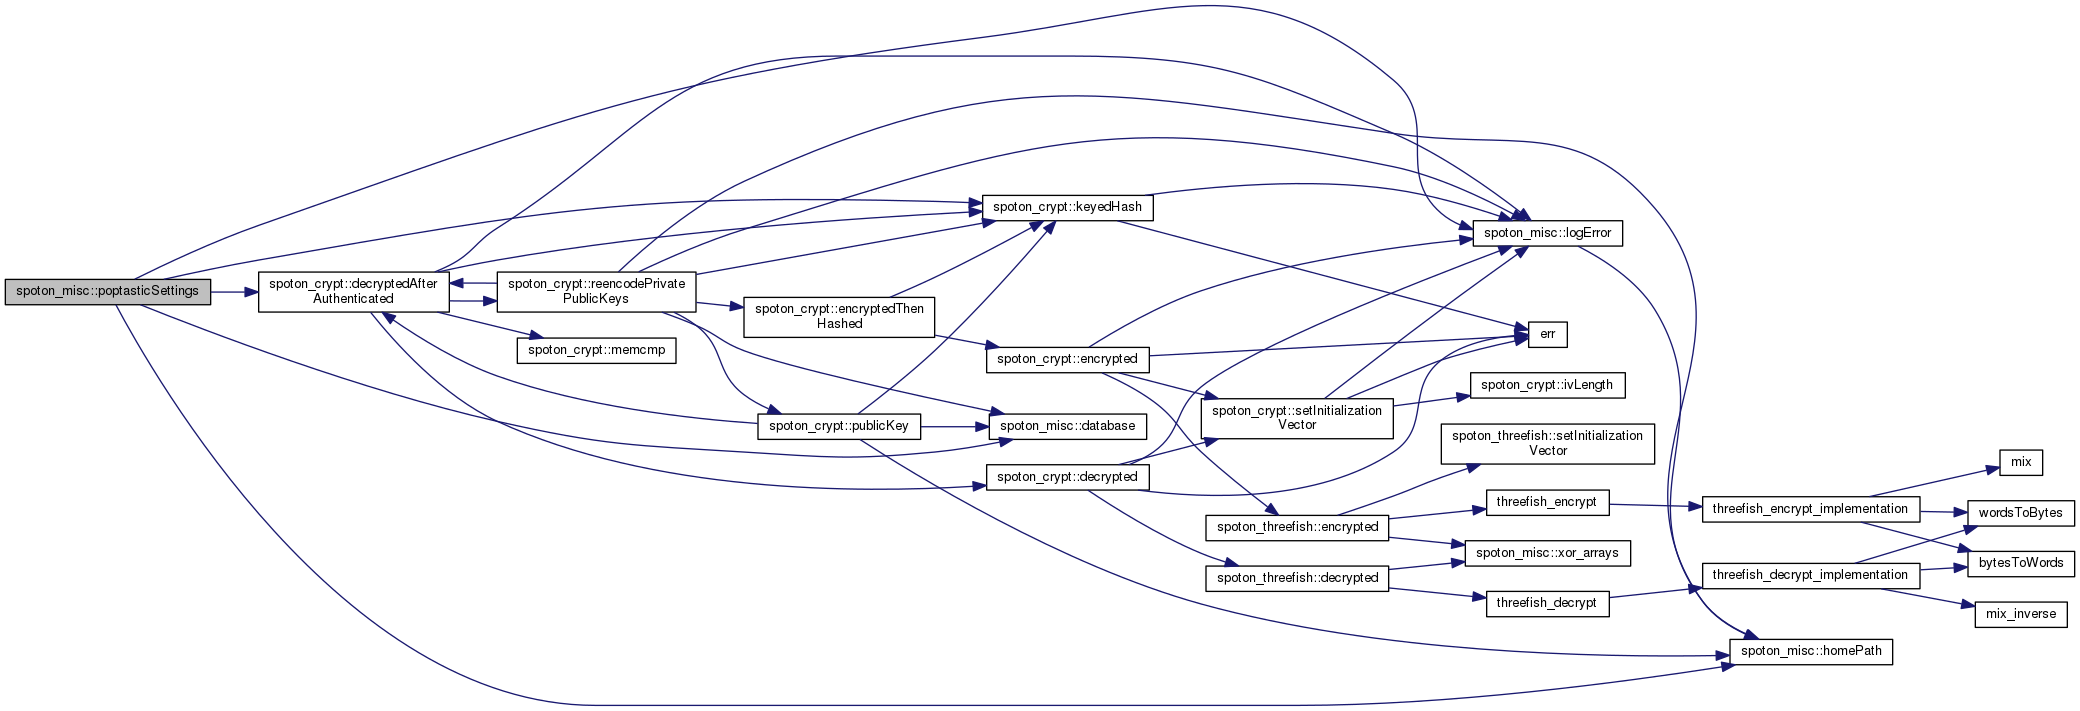 spoton_misc::poptasticSettings
spoton_crypt::decryptedAfter
Authenticated
spoton_crypt::reencodePrivate
PublicKeys
spoton_crypt::memcmp
spoton_crypt::encryptedThen
Hashed
spoton_crypt::publicKey
spoton_crypt::keyedHash
spoton_crypt::encrypted
spoton_misc::database
spoton_crypt::decrypted
spoton_crypt::setInitialization
Vector
spoton_threefish::encrypted
spoton_threefish::decrypted
spoton_misc::logError
err
spoton_crypt::ivLength
spoton_threefish::setInitialization
Vector
threefish_encrypt
spoton_misc::xor_arrays
threefish_decrypt
threefish_encrypt_implementation
threefish_decrypt_implementation
spoton_misc::homePath
mix
wordsToBytes
bytesToWords
mix_inverse